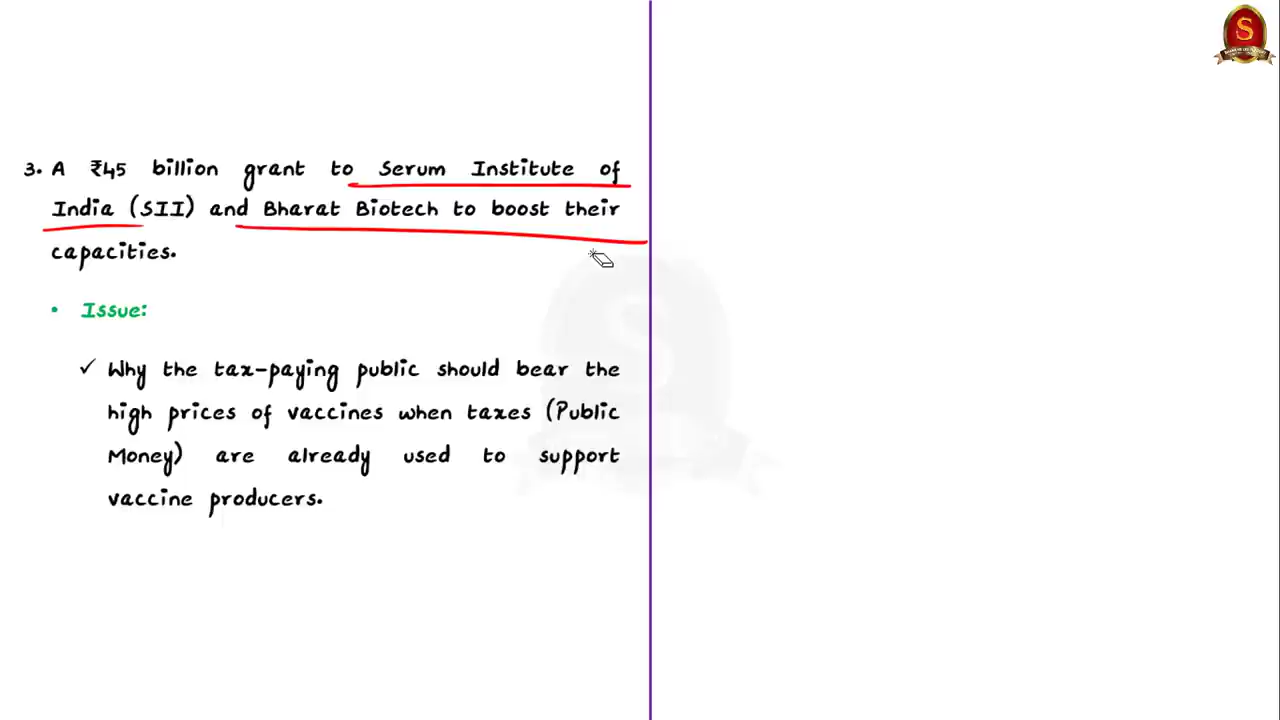 3. A ₹45 billion grant to Serum Institute of
India (SII) and Bharat Biotech to boost their
capacities.
• Issue:
✓ Why the tax-paying public should bear the
high prices of vaccines when taxes (Public
Money) are already used to support
vaccine producers.
S